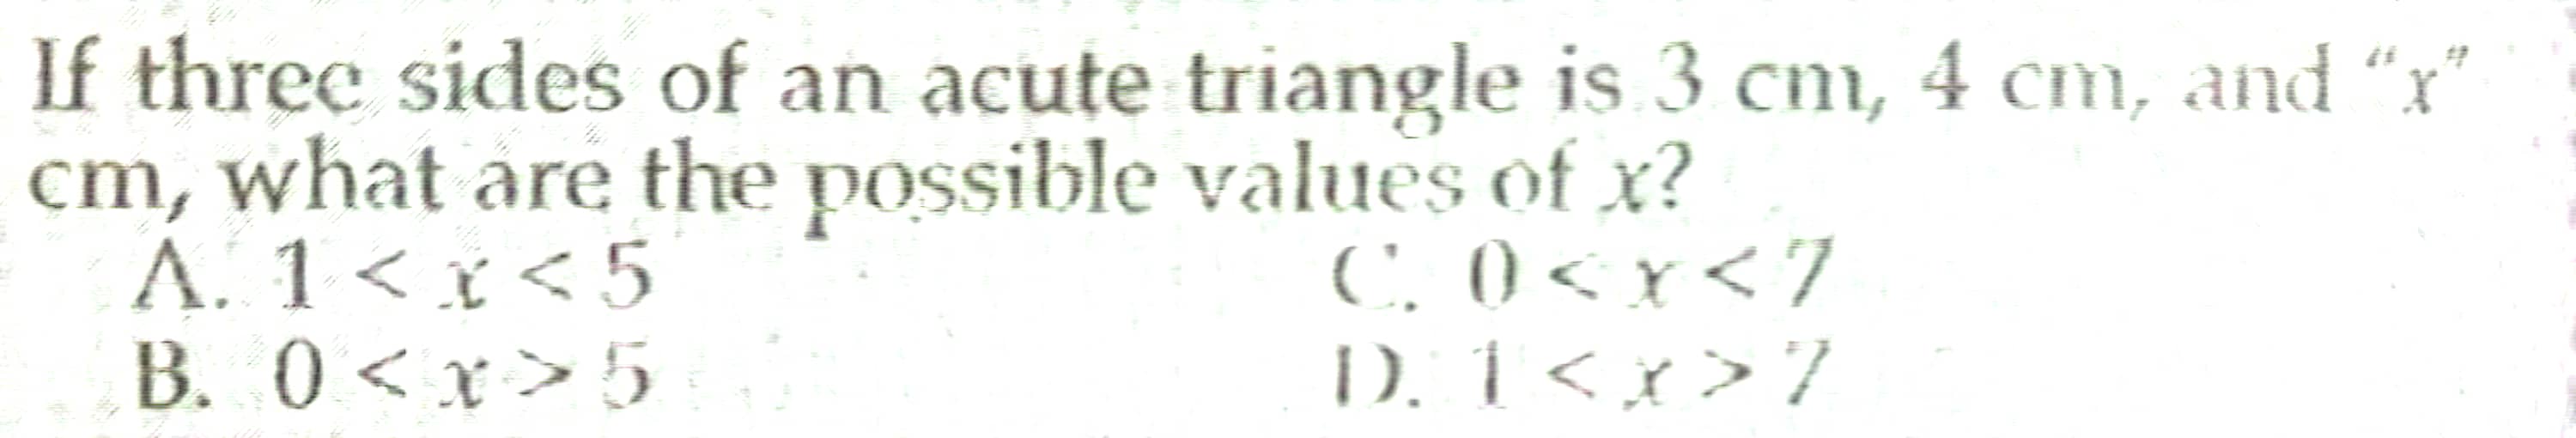 If three sides of an acute triangle is 3 cm, 4 cm, and “x”
cm, what are the possible values of x?
A. 1 < x < 5
C. 0 < x < 7
B. 0 < x > 5
D. 1 < x > 7